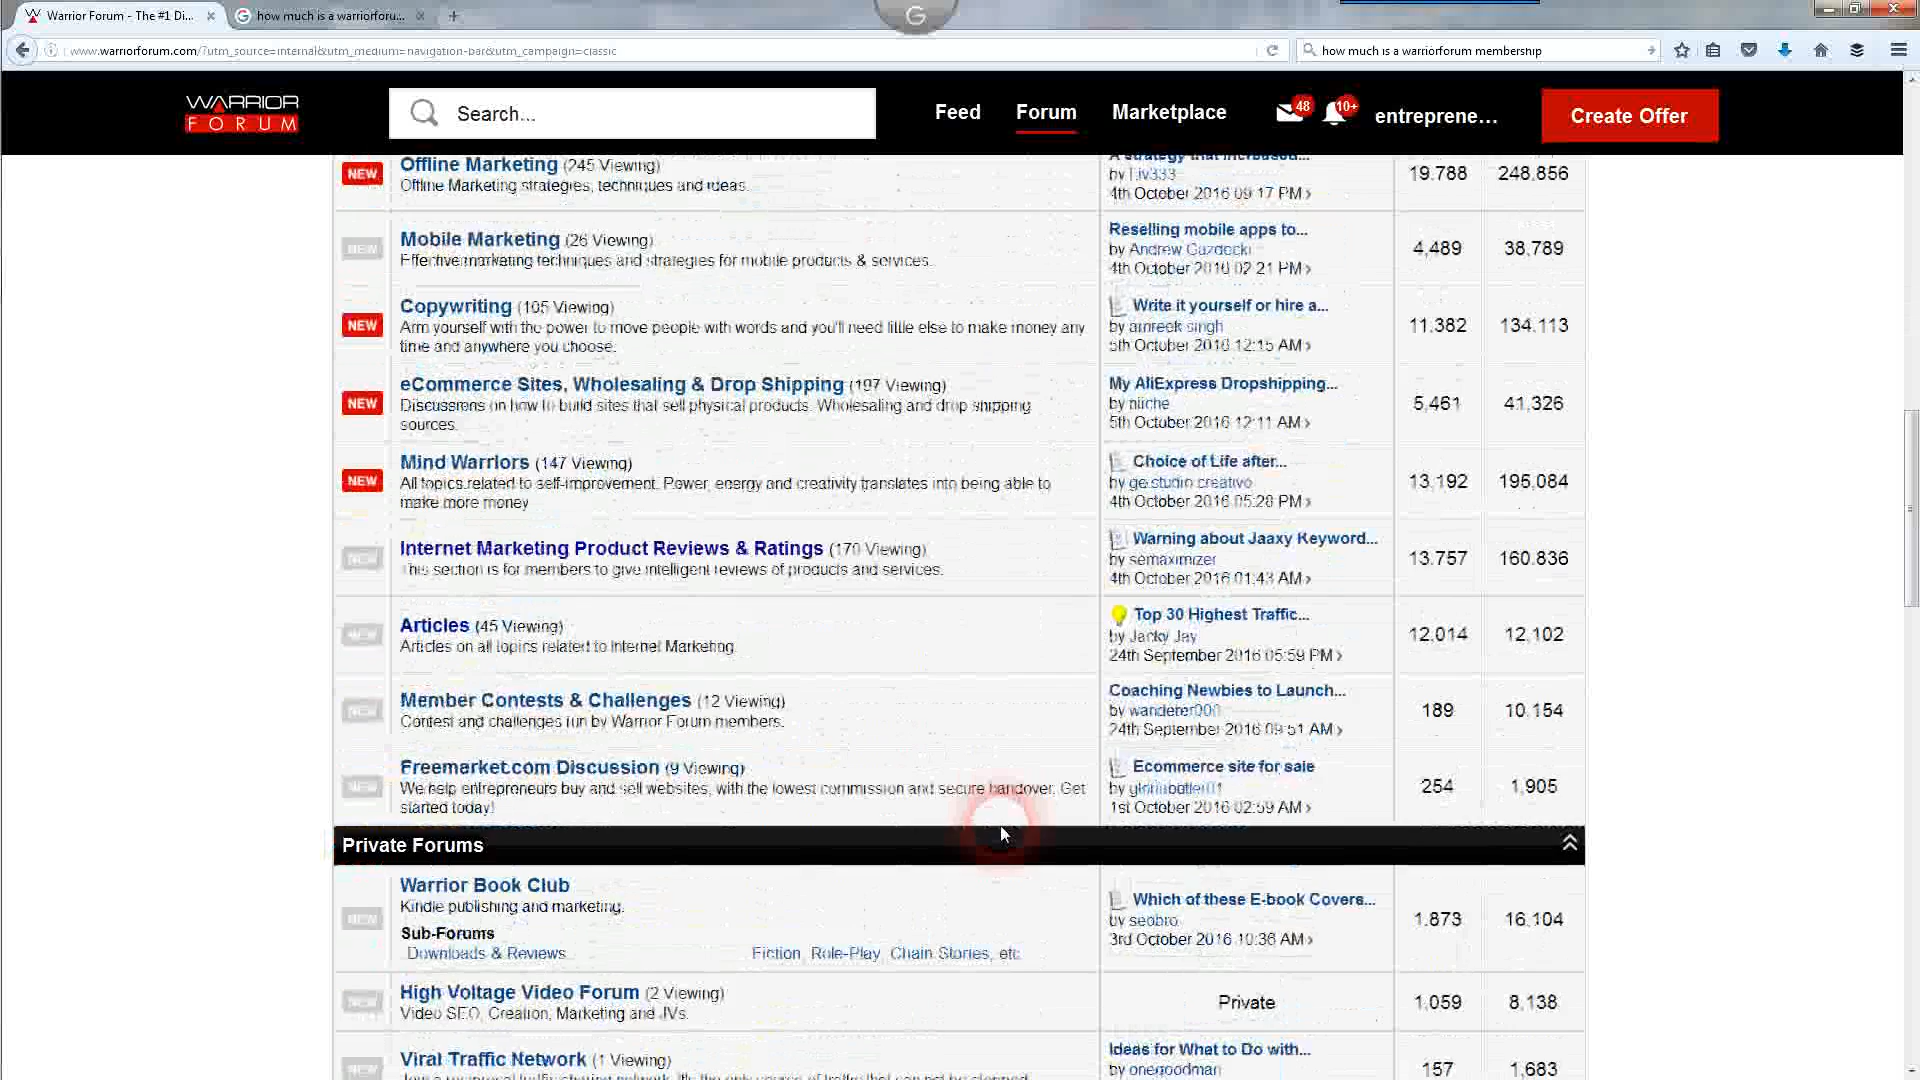 Warrior Forum - The #1 Di...
how much is a warriorforu...
www.warriorforum.com/?utm_source=internal&utm_medium=navigation-bar&utm_campaign=classic
how much is a warriorforum membership
WARRIOR FORUM
Search...
Feed
Forum
Marketplace
48
10+
entreprene...
Create Offer
NEW
Offline Marketing (245 Viewing)
Offline Marketing strategies, techniques and ideas.
A strategy that increased...
by
4th October 2016 09:17 PM
19,788
248,856
NEW
Mobile Marketing (26 Viewing)
Effective marketing techniques and strategies for mobile products & services.
Reselling mobile apps to...
by Andrew Gazdecki
4th October 2016 02:21 PM
4,489
38,789
NEW
Copywriting (105 Viewing)
Arm yourself with the power to move people with words and you'll need little else to make money any
time and anywhere you choose.
Write it yourself or hire a...
by amreek singh
5th October 2016 12:15 AM
11,382
134,113
NEW
eCommerce Sites, Wholesaling & Drop Shipping (197 Viewing)
Discussions on how to build sites that sell physical products. Wholesaling and drop shipping
sources.
My AliExpress Dropshipping...
by
5th October 2016 12:11 AM
5,461
41,326
NEW
Mind Warriors (147 Viewing)
All topics related to self-improvement. Power, energy and creativity translates into being able to
make more money
Choice of Life after...
by ge.studio creativo
4th October 2016 05:28 PM
13,192
195,084
NEW
Internet Marketing Product Reviews & Ratings (170 Viewing)
This section is for members to give intelligent reviews of products and services.
Warning about Jaaxy Keyword...
by semaximizer
4th October 2016 01:43 AM
13,757
160,836
NEW
Articles (45 Viewing)
Articles on all topics related to Internet Marketing.
Top 30 Highest Traffic...
by Jacky Jay
24th September 2016 05:59 PM
12,014
12,102
NEW
Member Contests & Challenges (12 Viewing)
Contest and challenges run by Warrior Forum members.
Coaching Newbies to Launch...
by wanderer000
24th September 2016 09:51 AM
189
10,154
NEW
Freemarket.com Discussion (9 Viewing)
We help entrepreneurs buy and sell websites, with the lowest commission and secure handover. Get
started today!
Ecommerce site for sale
by
1st October 2016 02:59 AM
254
1,905
Private Forums
NEW
Warrior Book Club
Kindle publishing and marketing.
Sub-Forums
Downloads & Reviews
Fiction, Role-Play, Chain Stories, etc
Which of these E-book Covers...
by seobro
3rd October 2016 10:36 AM
1,873
16,104
NEW
High Voltage Video Forum (2 Viewing)
Video SEO, Creation, Marketing and JVs.
Private
1,059
8,138
NEW
Viral Traffic Network (1 Viewing)
Ideas for What to Do with...
by onegoodman
157
1,683